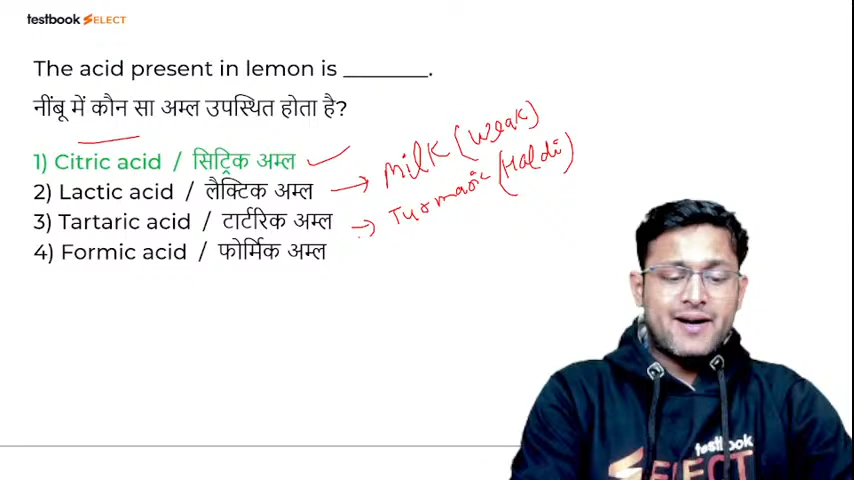 testbook SELECT
The acid present in lemon is _______.
नींबू में कौन सा अम्ल उपस्थित होता है?
1) Citric acid / सिट्रिक अम्ल
2) Lactic acid / लैक्टिक अम्ल → Milk (Weak)
3) Tartaric acid / टार्टरिक अम्ल → Turmaric (Haldi)
4) Formic acid / फोर्मिक अम्ल
testbook
SELECT